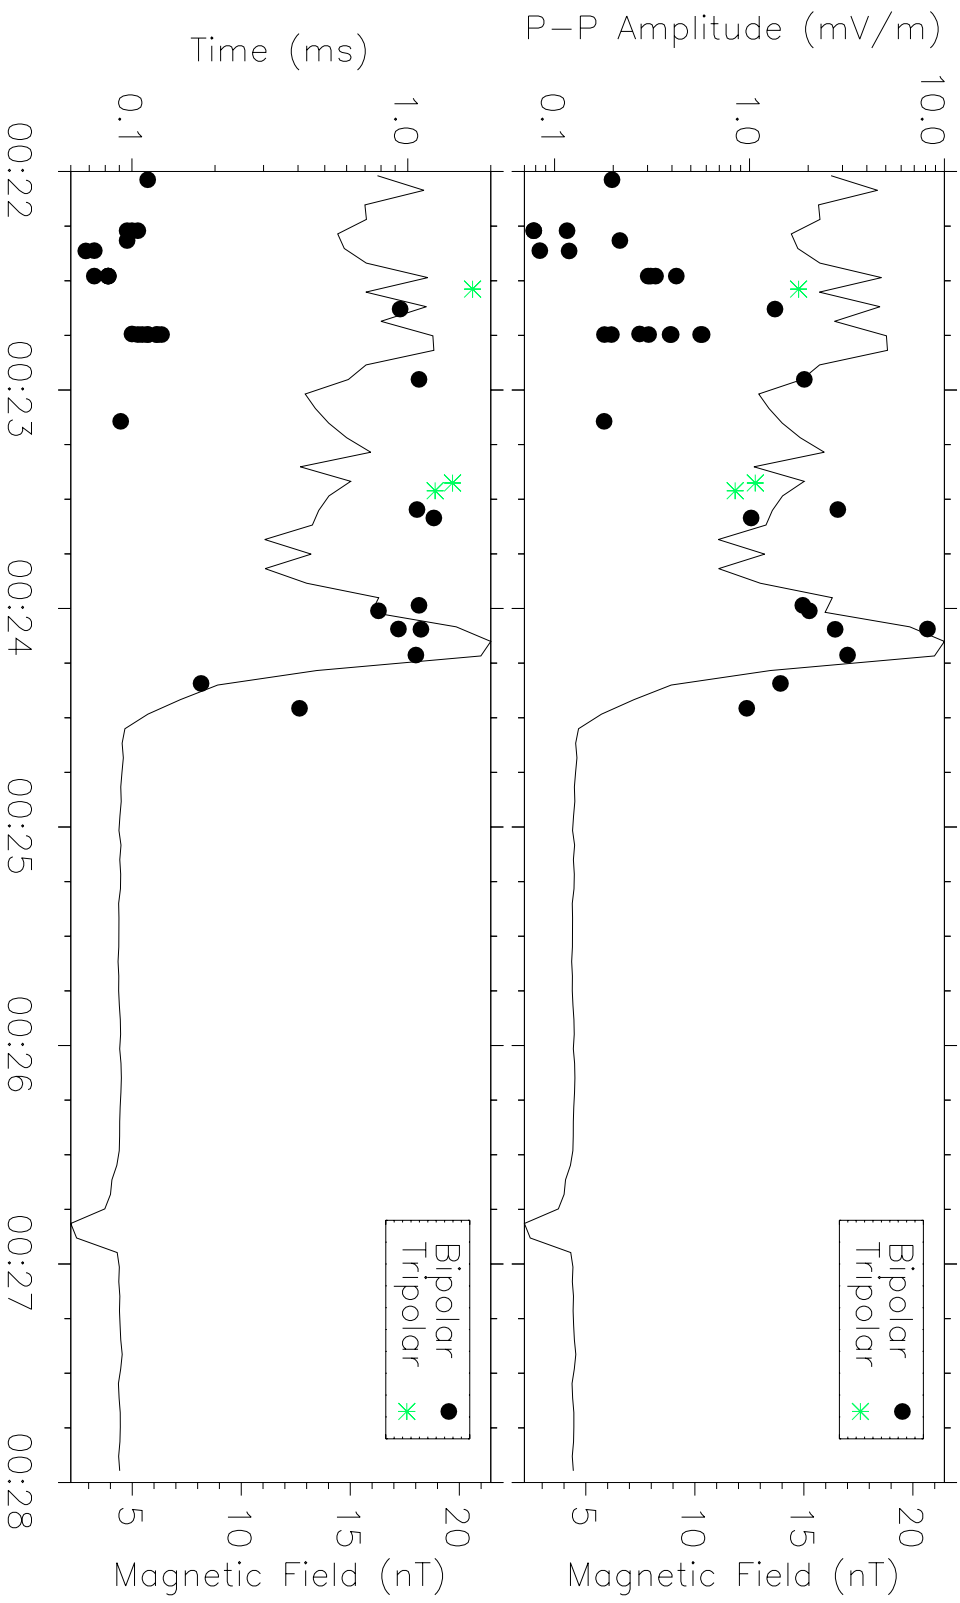 P-P Amplitude (mV/m)
10.0
1.0
0.1
Bipolar
Tripolar
20
15
10
5
Magnetic Field (nT)
Time (ms)
1.0
0.1
Bipolar
Tripolar
20
15
10
5
Magnetic Field (nT)
00:22
00:23
00:24
00:25
00:26
00:27
00:28